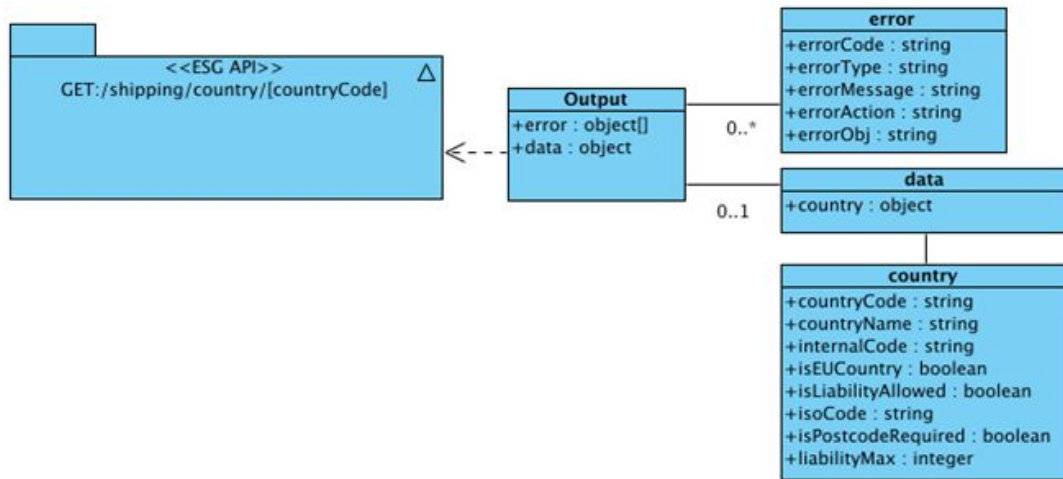 <<ESG API>>
GET:/shipping/country/[countryCode]
Output
+error : object[]
+data : object
0..*
0..1
error
+errorCode : string
+errorType : string
+errorMessage : string
+errorAction : string
+errorObj : string
data
+country : object
country
+countryCode : string
+countryName : string
+internalCode : string
+isEUCountry : boolean
+isLiabilityAllowed : boolean
+isoCode : string
+isPostcodeRequired : boolean
+liabilityMax : integer